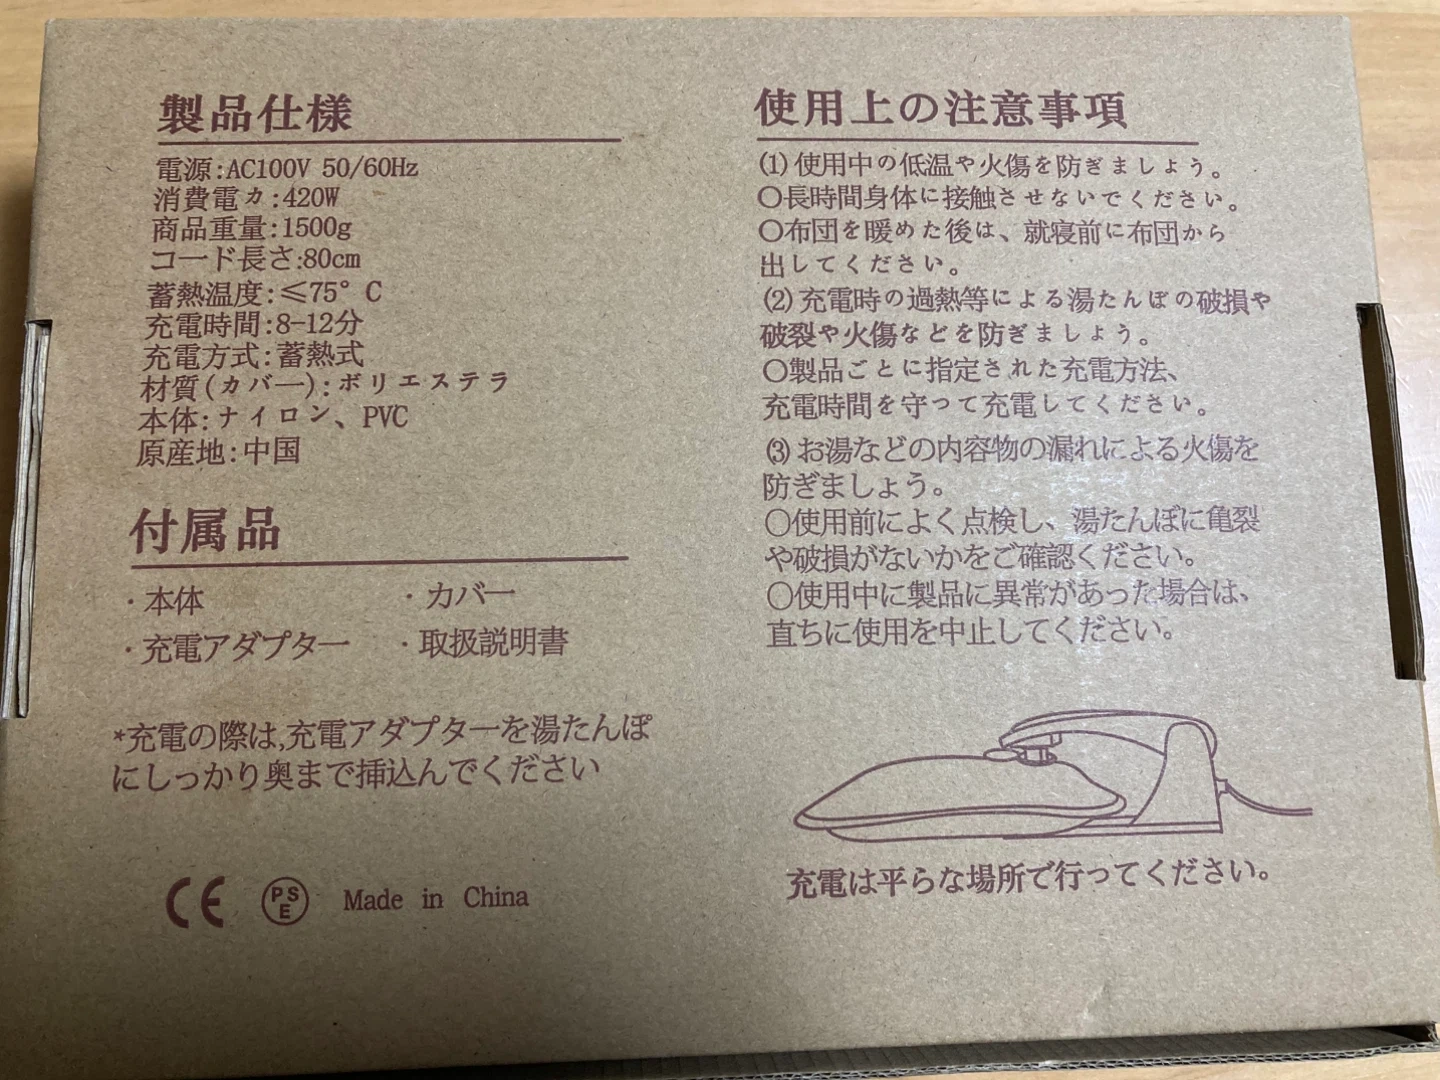 製品仕様
電源:AC100V 50/60Hz
消費電力:420W
商品重量:1500g
コード長さ:80cm
蓄熱温度:≤75°C
充電時間:8-12分
充電方式:蓄熱式
材質(カバー):ポリエステラ
本体:ナイロン、PVC
原産地:中国
付属品
・本体 ・カバー
・充電アダプター ・取扱説明書
*充電の際は,充電アダプターを湯たんぽ
にしっかり奥まで挿込んでください
CE PSE Made in China
使用上の注意事項
(1)使用中の低温や火傷を防ぎましょう。
○長時間身体に接触させないでください。
○布団を暖めた後は、就寝前に布団から
出してください。
(2)充電時の過熱等による湯たんぽの破損や
破裂や火傷などを防ぎましょう。
○製品ごとに指定された充電方法、
充電時間を守って充電してください。
(3)お湯などの内容物の漏れによる火傷を
防ぎましょう。
○使用前によく点検し、湯たんぽに亀裂
や破損がないかをご確認ください。
○使用中に製品に異常があった場合は、
直ちに使用を中止してください。
充電は平らな場所で行ってください。